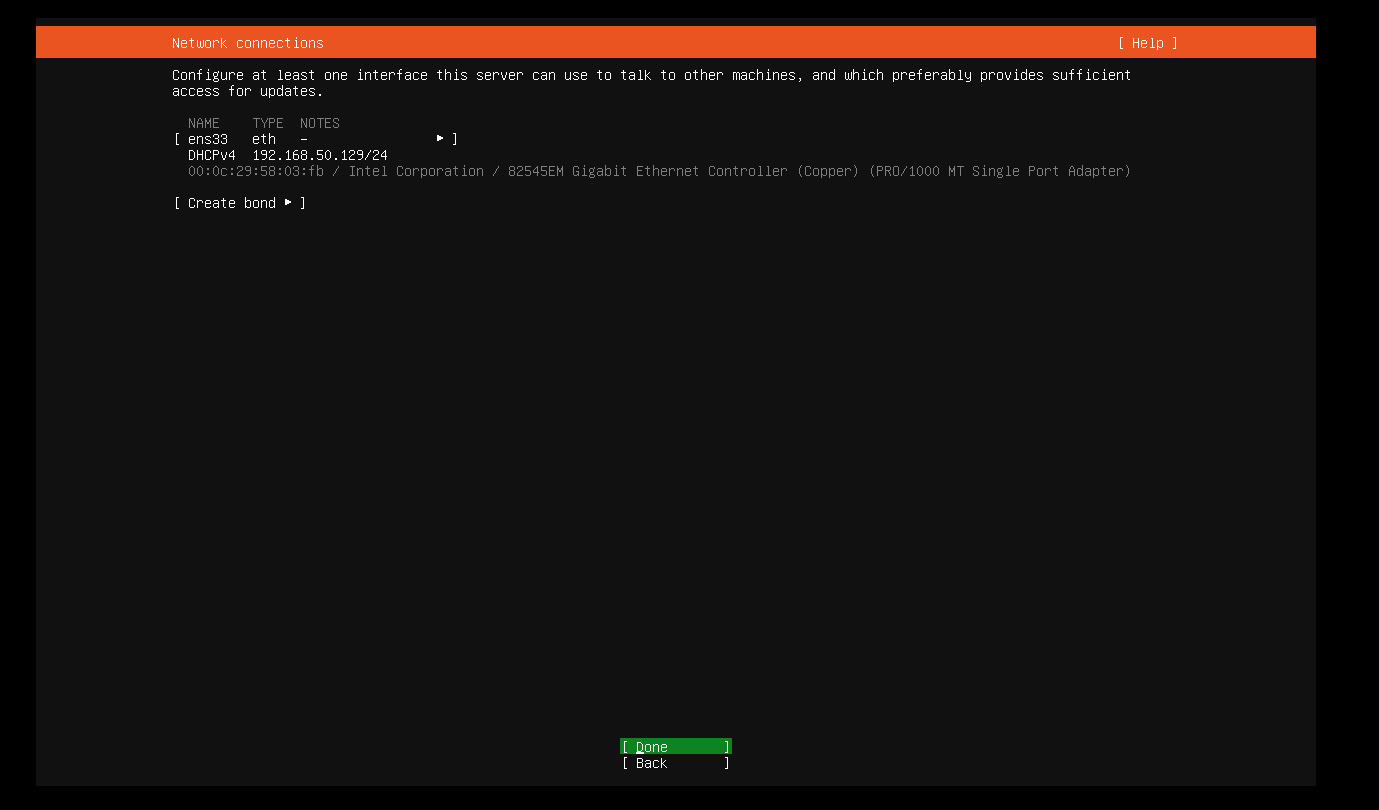 Network connections [ Help ]
Configure at least one interface this server can use to talk to other machines, and which preferably provides sufficient
access for updates.
NAME TYPE NOTES
[ ens33 eth – ▸ ]
DHCPv4 192.168.50.129/24
00:0c:29:58:03:fb / Intel Corporation / 82545EM Gigabit Ethernet Controller (Copper) (PRO/1000 MT Single Port Adapter)
[ Create bond ▸ ]
[ Done ]
[ Back ]